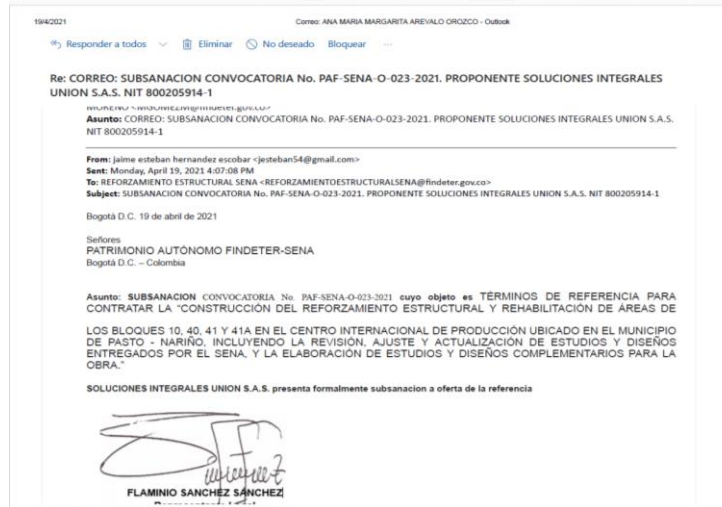 19/4/2021
Correo: ANA MARIA MARGARITA AREVALO OROZCO - Outlook
Responder a todos Eliminar No deseado Bloquear ...
Re: CORREO: SUBSANACION CONVOCATORIA No. PAF-SENA-O-023-2021. PROPONENTE SOLUCIONES INTEGRALES
UNION S.A.S. NIT 800205914-1
Asunto: CORREO: SUBSANACION CONVOCATORIA No. PAF-SENA-O-023-2021. PROPONENTE SOLUCIONES INTEGRALES UNION S.A.S.
NIT 800205914-1
From: jaime esteban hernandez escobar <jesteban54@gmail.com>
Sent: Monday, April 19, 2021 4:07:08 PM
To: REFORZAMIENTO ESTRUCTURAL SENA <REFORZAMIENTOESTRUCTURALSENA@findeter.gov.co>
Subject: SUBSANACION CONVOCATORIA No. PAF-SENA-O-023-2021. PROPONENTE SOLUCIONES INTEGRALES UNION S.A.S. NIT 800205914-1
Bogotá D.C. 19 de abril de 2021
Señores
PATRIMONIO AUTÓNOMO FINDETER-SENA
Bogotá D.C. – Colombia
Asunto: SUBSANACION CONVOCATORIA No. PAF-SENA-O-023-2021 cuyo objeto es TÉRMINOS DE REFERENCIA PARA
CONTRATAR LA "CONSTRUCCIÓN DEL REFORZAMIENTO ESTRUCTURAL Y REHABILITACIÓN DE ÁREAS DE
LOS BLOQUES 10, 40, 41 Y 41A EN EL CENTRO INTERNACIONAL DE PRODUCCIÓN UBICADO EN EL MUNICIPIO
DE PASTO - NARIÑO, INCLUYENDO LA REVISIÓN, AJUSTE Y ACTUALIZACIÓN DE ESTUDIOS Y DISEÑOS
ENTREGADOS POR EL SENA, Y LA ELABORACIÓN DE ESTUDIOS Y DISEÑOS COMPLEMENTARIOS PARA LA
OBRA."
SOLUCIONES INTEGRALES UNION S.A.S. presenta formalmente subsanacion a oferta de la referencia
FLAMINIO SANCHEZ SÁNCHEZ